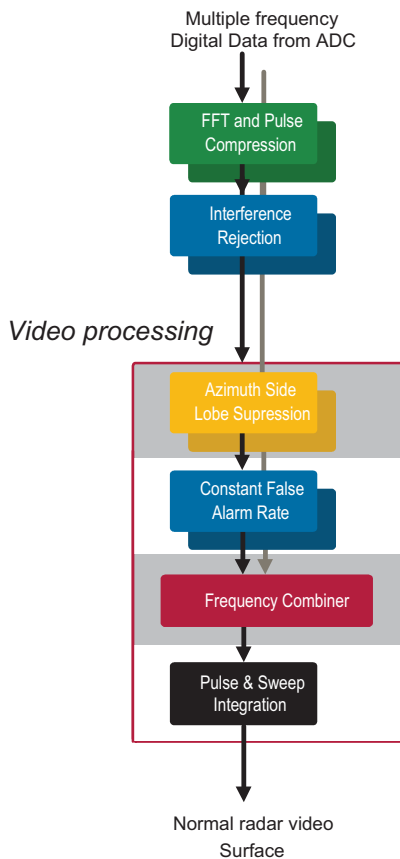 Multiple frequency
Digital Data from ADC
FFT and Pulse
Compression
Interference
Rejection
Video processing
Azimuth Side
Lobe Supression
Constant False
Alarm Rate
Frequency Combiner
Pulse & Sweep
Integration
Normal radar video
Surface